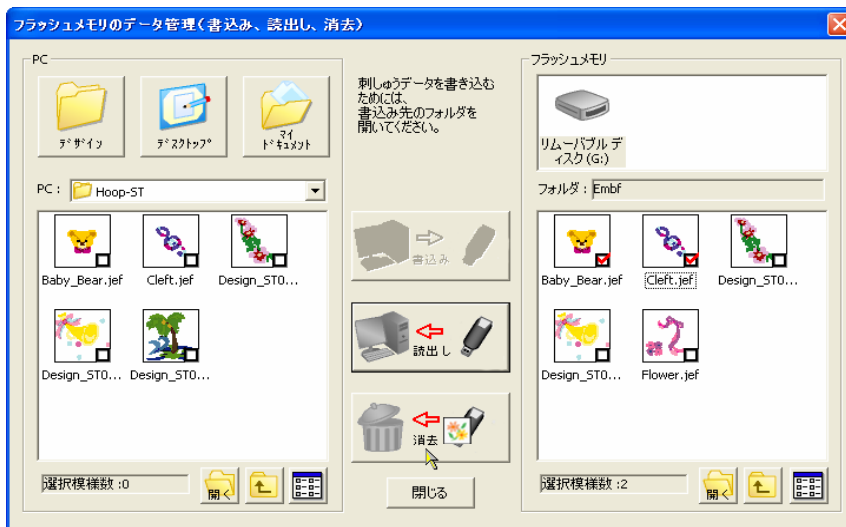 フラッシュメモリのデータ管理(書込み、読出し、消去)
PC
デザイン
デスクトップ
マイ
ドキュメント
PC :
Hoop-ST
Baby_Bear.jef
Cleft.jef
Design_ST0...
Design_ST0...
Design_ST0...
選択模様数 :0
開く
刺しゅうデータを書き込む
ためには、
書込み先のフォルダを
開いてください。
書込み
読出し
消去
閉じる
フラッシュメモリ
リムーバブル デ
ィスク (G:)
フォルダ : Embf
Baby_Bear.jef
Cleft.jef
Design_ST0...
Design_ST0...
Flower.jef
選択模様数 :2
開く